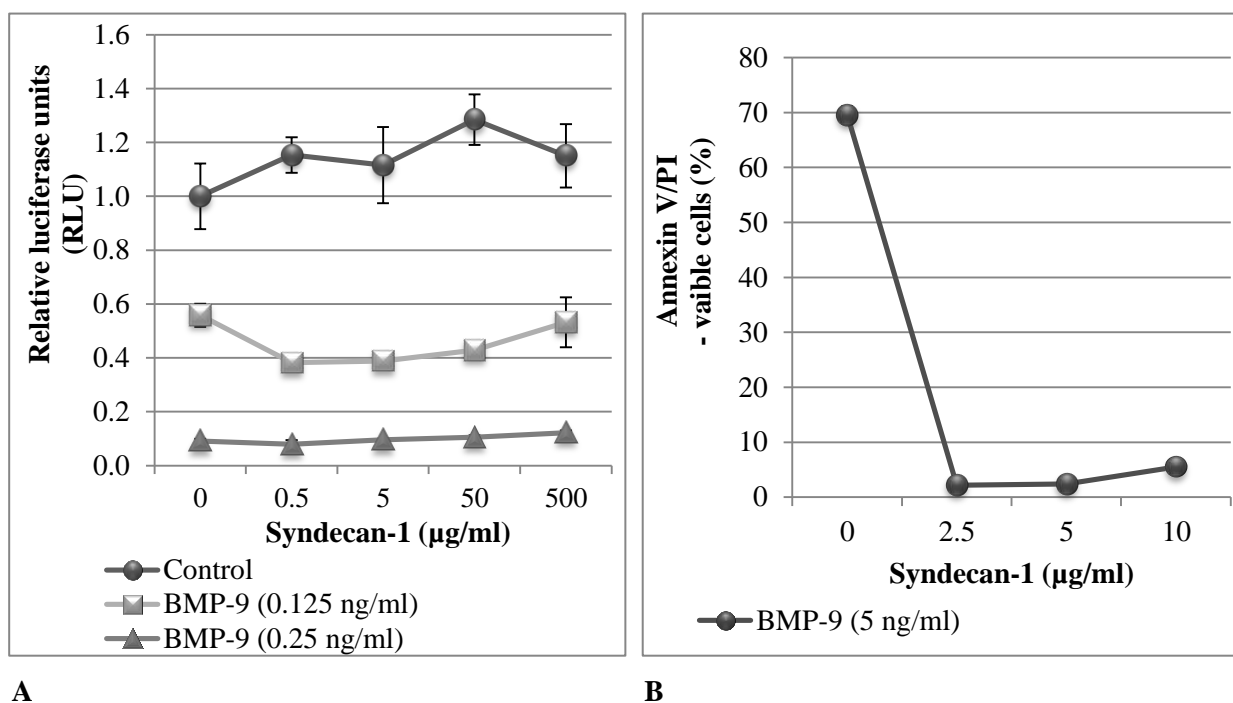 1.6
1.4
1.2
1.0
0.8
0.6
0.4
0.2
0.0
Relative luciferase units
(RLU)
0 0.5 5 50 500
Syndecan-1 (µg/ml)
Control
BMP-9 (0.125 ng/ml)
BMP-9 (0.25 ng/ml)
A
80
70
60
50
40
30
20
10
0
Annexin V/PI
- vaible cells (%)
0 2.5 5 10
Syndecan-1 (µg/ml)
BMP-9 (5 ng/ml)
B